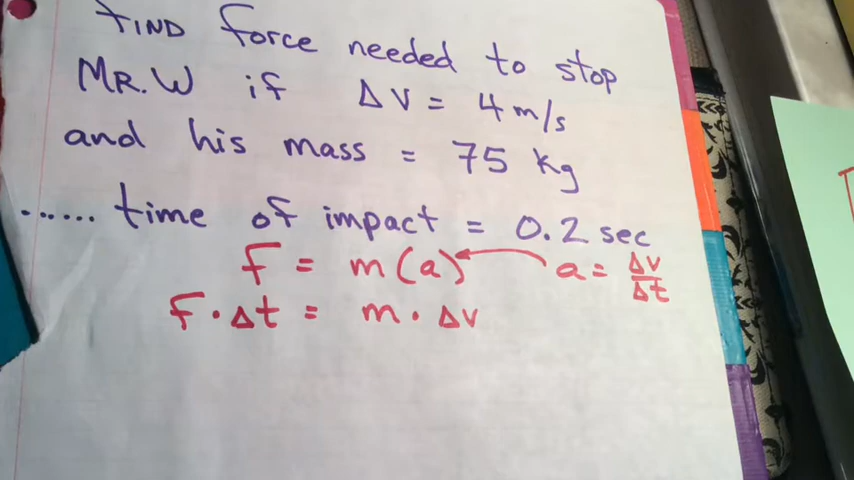 FIND force needed to stop
MR. W if Δv = 4 m/s
and his mass = 75 kg
...... time of impact = 0.2 sec
f = m(a) a = Δv/Δt
f · Δt = m · Δv